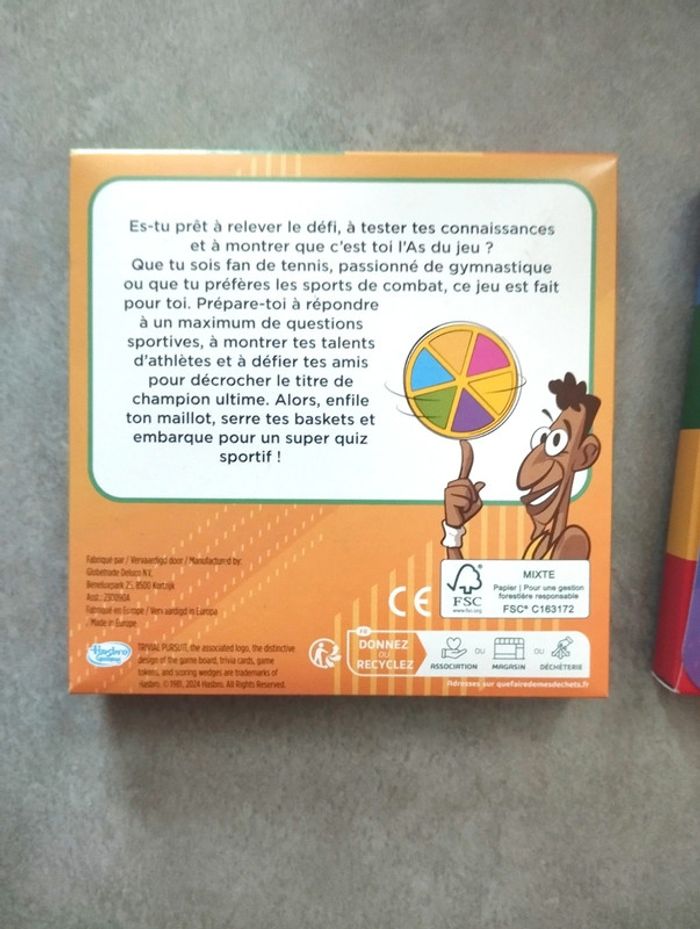 Es-tu prêt à relever le défi, à tester tes connaissances
et à montrer que c'est toi l'As du jeu ?
Que tu sois fan de tennis, passionné de gymnastique
ou que tu préfères les sports de combat, ce jeu est fait
pour toi. Prépare-toi à répondre
à un maximum de questions
sportives, à montrer tes talents
d'athlètes et à défier tes amis
pour décrocher le titre de
champion ultime. Alors, enfile
ton maillot, serre tes baskets et
embarque pour un super quiz
sportif !
Fabriqué par / Vervaardigd door / Manufactured by:
Globetrade Deluco N.V.
Beneluxpark 25, 8500 Kortrijk
Fabriqué en Europe / Vervaardigd in Europa
/ Made in Europe.
Hasbro
TRIVIAL PURSUIT, the associated logo, the distinctive
design of the game board, trivia cards, game
tokens, and scoring wedges are trademarks of
Hasbro. © 1981, 2024 Hasbro. All Rights Reserved.
CE
FSC
www.fsc.org
MIXTE
Papier | Pour une gestion
forestière responsable
FSC® C163172
FR
DONNEZ
OU
RECYCLEZ
ASSOCIATION
OU
MAGASIN
OU
DÉCHÈTERIE
Adresses sur quefairedemesdechets.fr